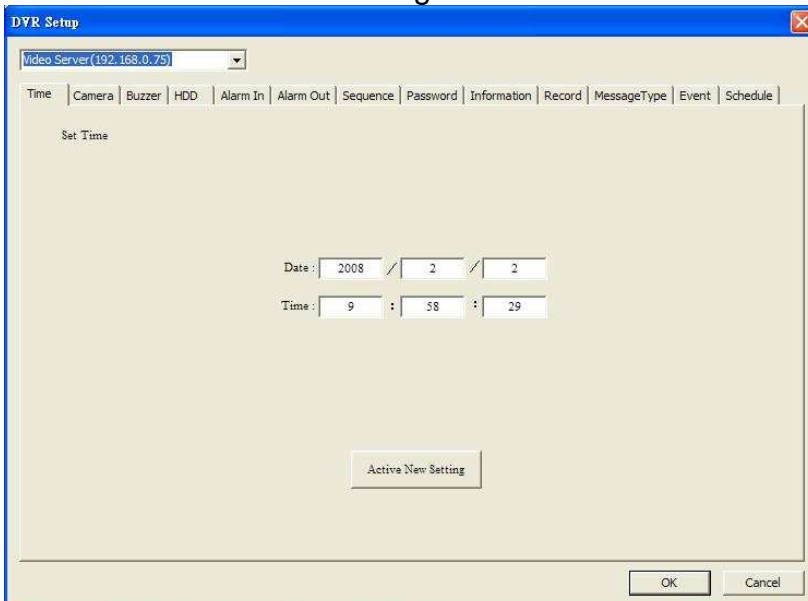 DVR Setup
Video Server(192.168.0.75)
Time Camera Buzzer HDD Alarm In Alarm Out Sequence Password Information Record MessageType Event Schedule
Set Time
Date : 2008 / 2 / 2
Time : 9 : 58 : 29
Active New Setting
OK Cancel